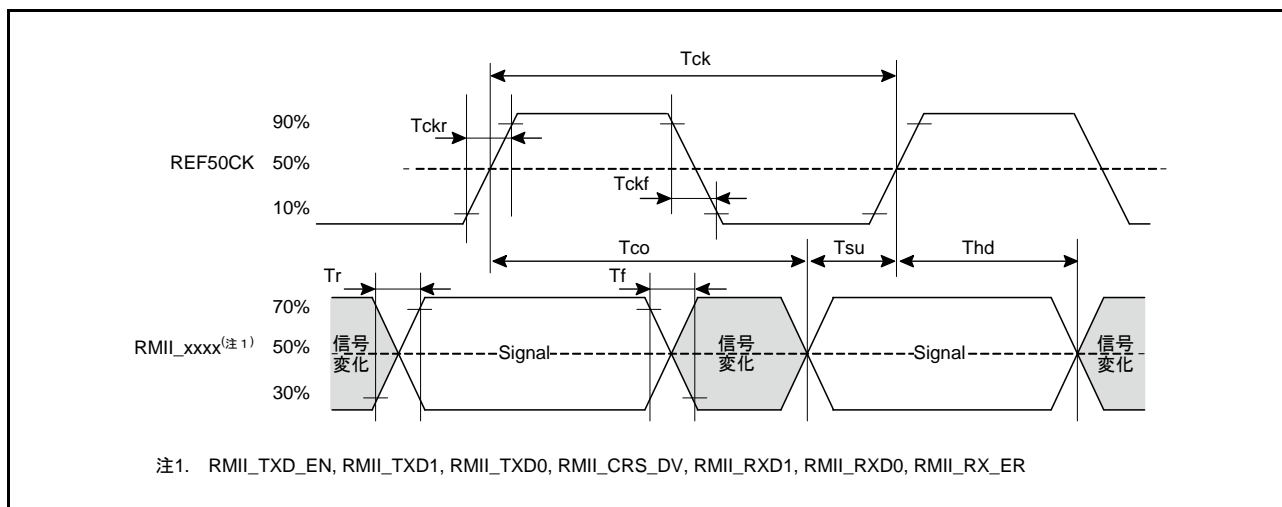 Tck
90%
Tckr
REF50CK 50%
Tckf
10%
Tco Tsu Thd
Tr Tf
70%
RMII_xxxx(注1) 50% 信号変化 Signal 信号変化 Signal 信号変化
30%
注1. RMII_TXD_EN, RMII_TXD1, RMII_TXD0, RMII_CRS_DV, RMII_RXD1, RMII_RXD0, RMII_RX_ER